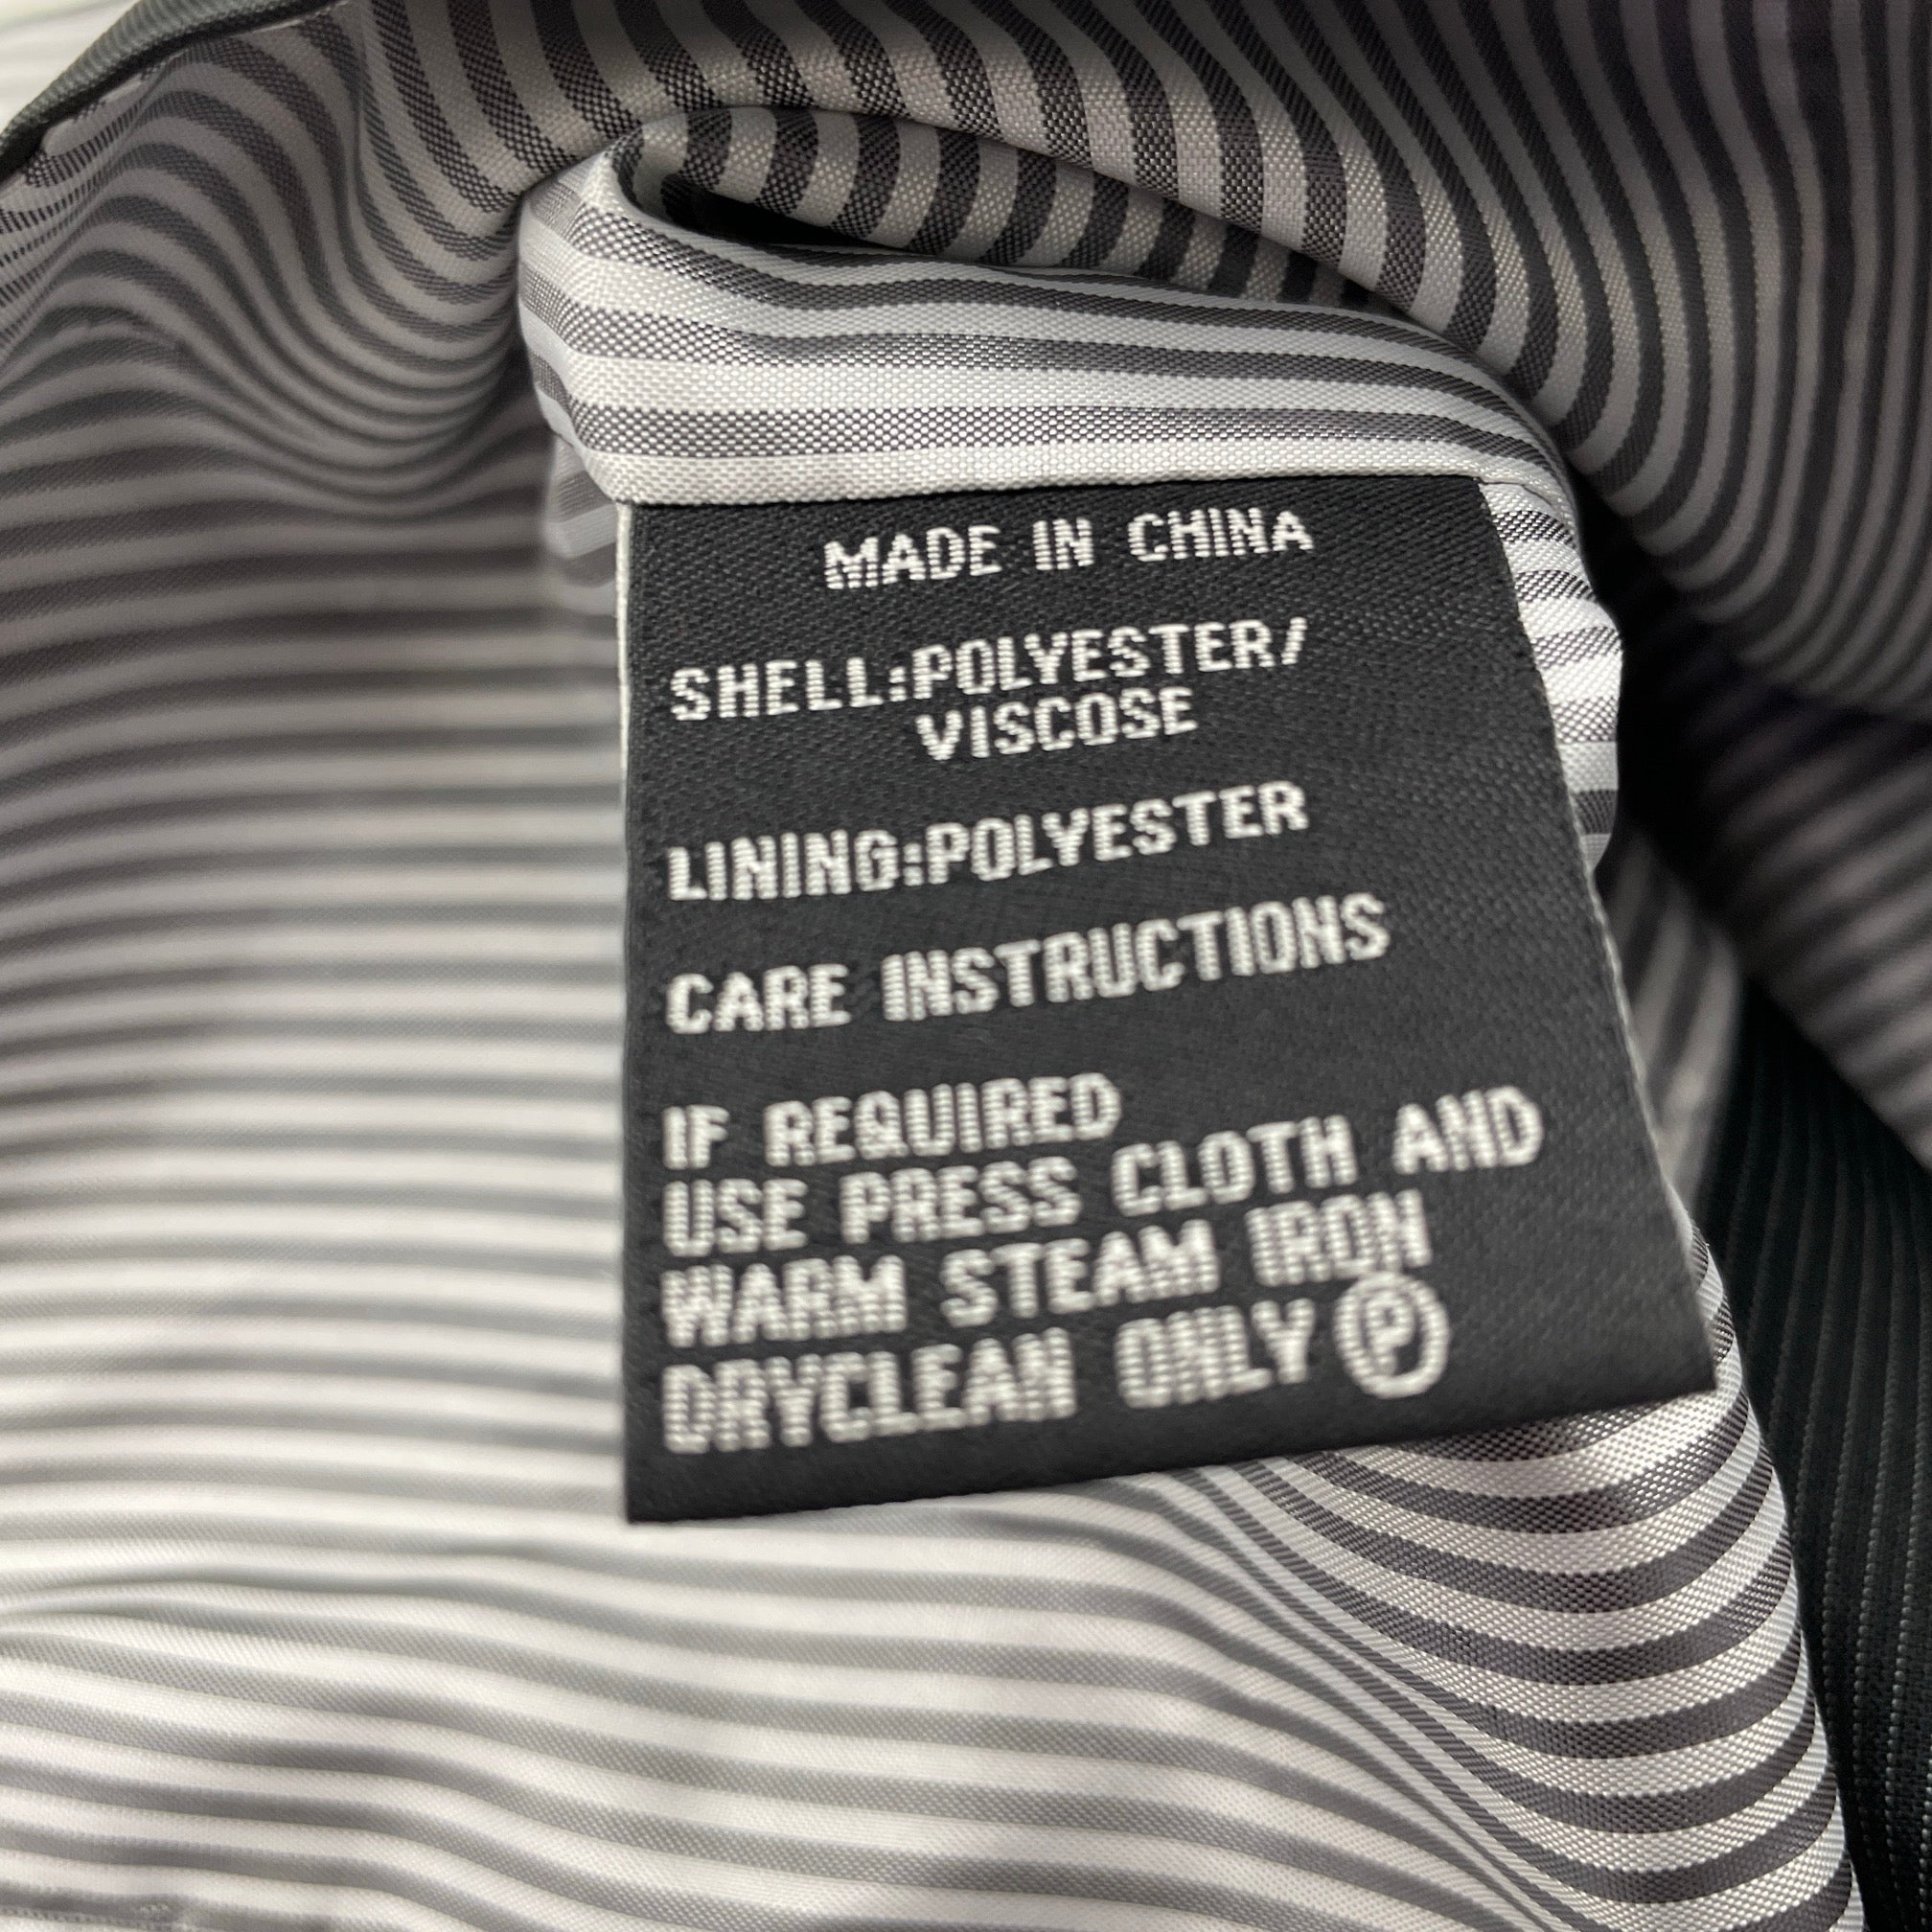 MADE IN CHINA
SHELL:POLYESTER/
VISCOSE
LINING:POLYESTER
CARE INSTRUCTIONS
IF REQUIRED
USE PRESS CLOTH AND
WARM STEAM IRON
DRYCLEAN ONLY Ⓟ